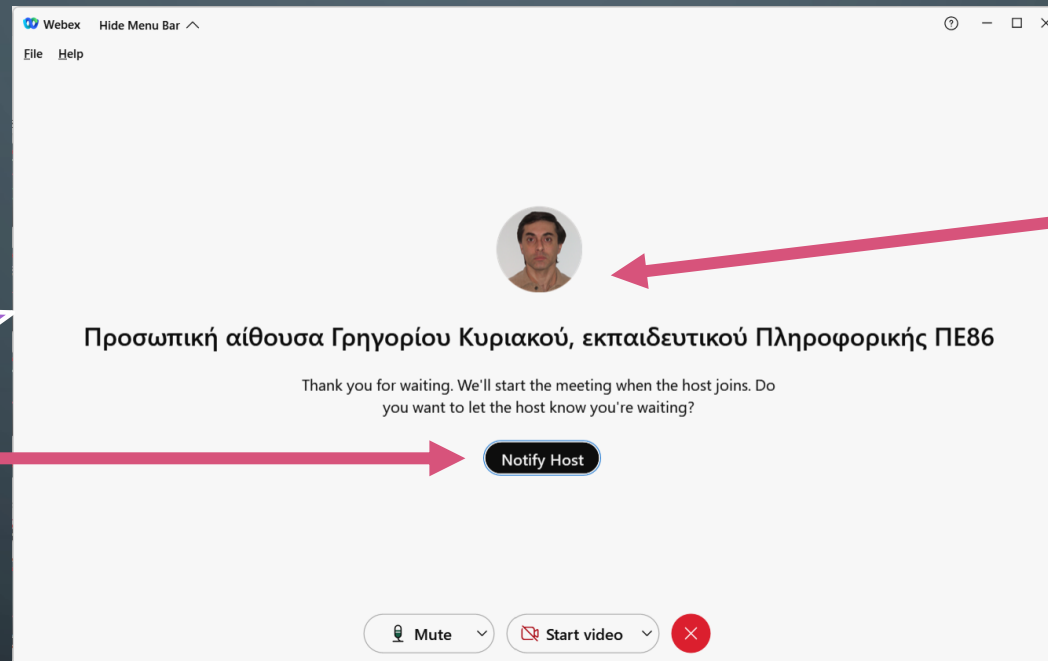 Webex Hide Menu Bar
File Help
Προσωπική αίθουσα Γρηγορίου Κυριακού, εκπαιδευτικού Πληροφορικής ΠΕ86
Thank you for waiting. We'll start the meeting when the host joins. Do
you want to let the host know you're waiting?
Notify Host
Mute Start video